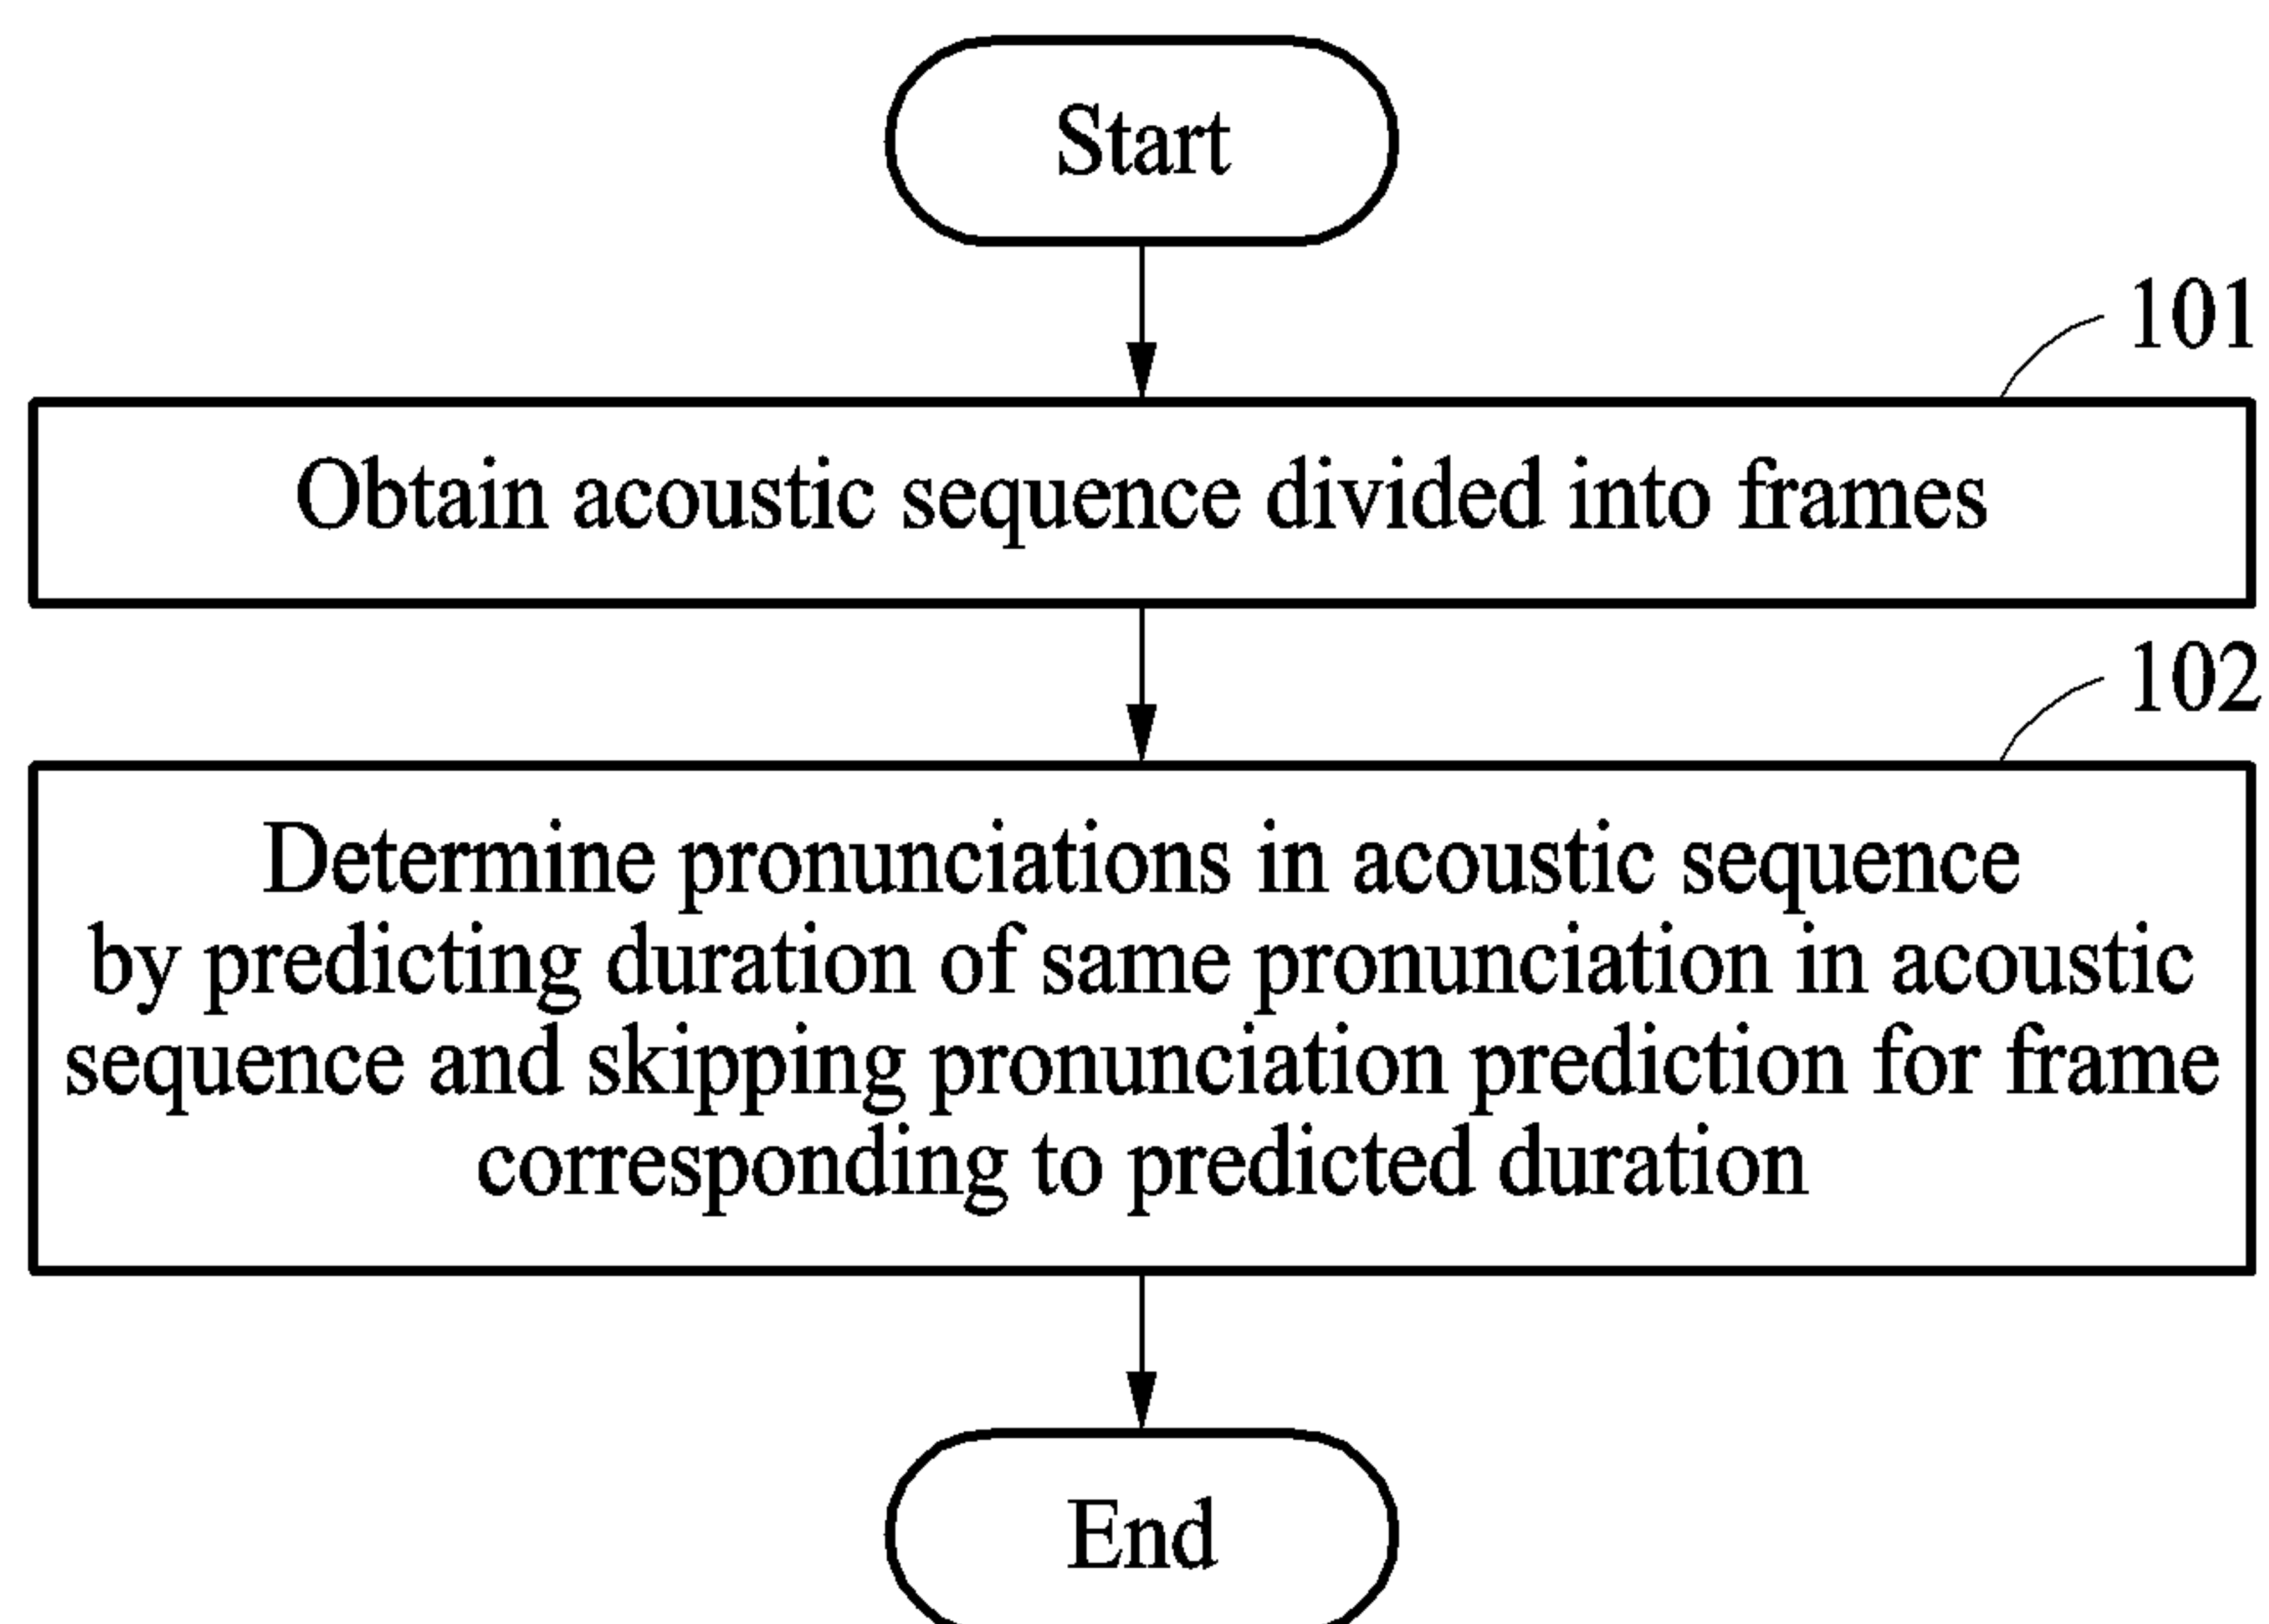 Start
101
Obtain acoustic sequence divided into frames
102
Determine pronunciations in acoustic sequence
by predicting duration of same pronunciation in acoustic
sequence and skipping pronunciation prediction for frame
corresponding to predicted duration
End